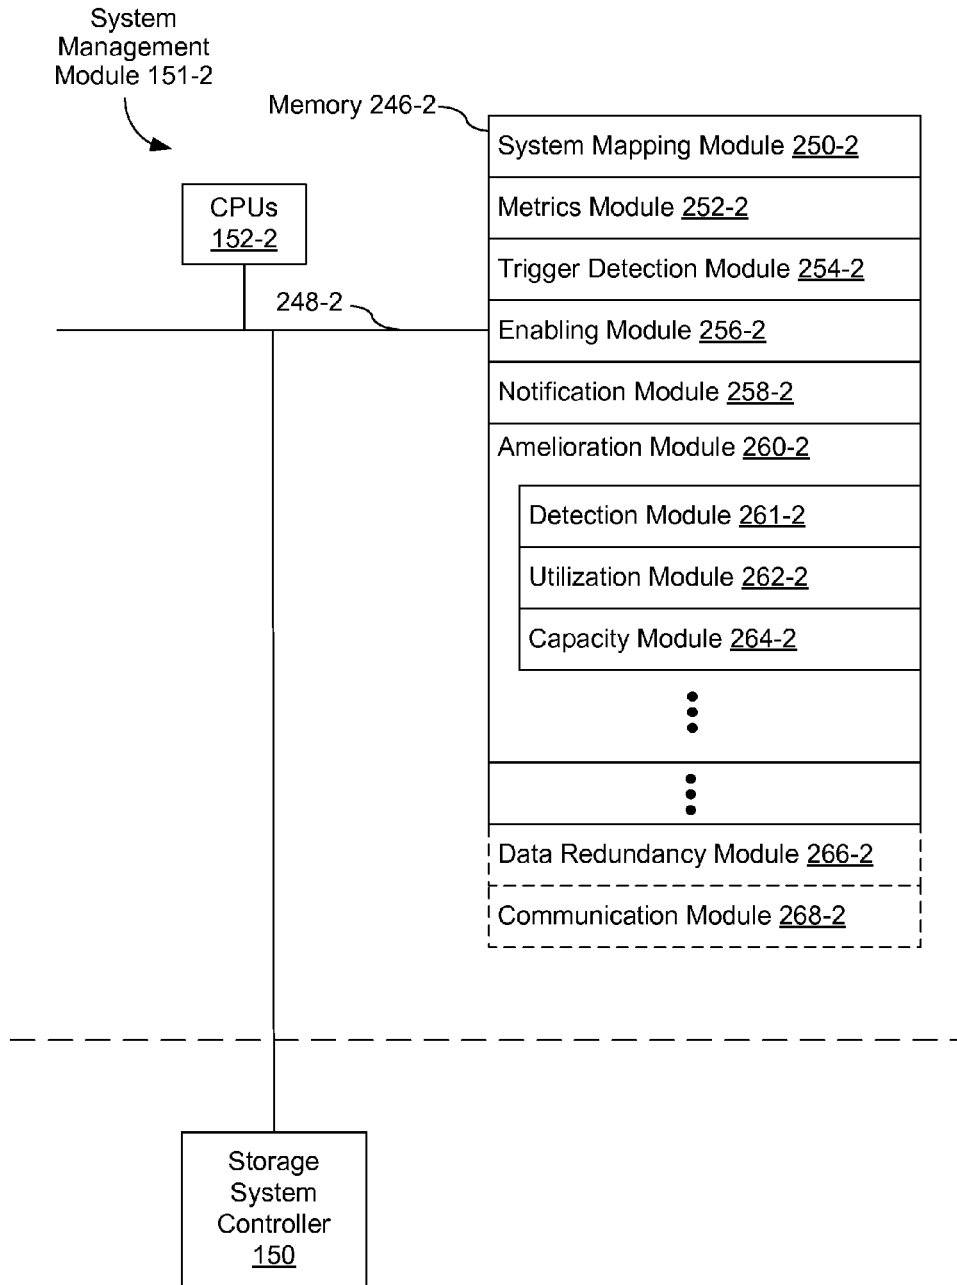 System
Management
Module 151-2
Memory 246-2
System Mapping Module 250-2
CPUs
152-2
Metrics Module 252-2
Trigger Detection Module 254-2
248-2
Enabling Module 256-2
Notification Module 258-2
Amelioration Module 260-2
Detection Module 261-2
Utilization Module 262-2
Capacity Module 264-2
Data Redundancy Module 266-2
Communication Module 268-2
Storage
System
Controller
150